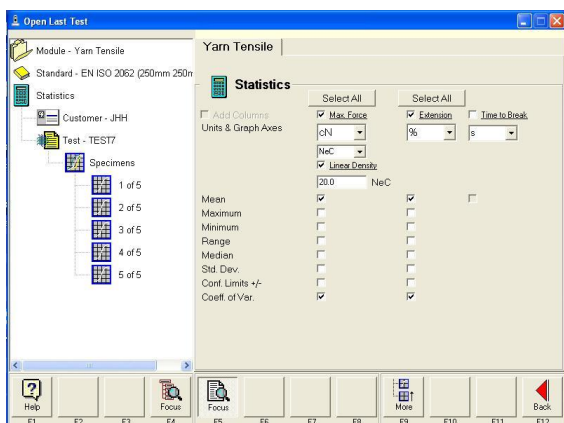 Open Last Test
Module - Yarn Tensile
Standard - EN ISO 2062 (250mm 250m
Statistics
Customer - JHH
Test - TEST7
Specimens
1 of 5
2 of 5
3 of 5
4 of 5
5 of 5
Yarn Tensile
Statistics
Select All Select All
Add Columns Max. Force Extension Time to Break
Units & Graph Axes cN % s
NeC
Linear Density
20.0 NeC
Mean
Maximum
Minimum
Range
Median
Std. Dev.
Conf. Limits +/-
Coeff. of Var.
Help Focus Focus More Back
F1 F2 F3 F4 F5 F6 F7 F8 F9 F10 F11 F12